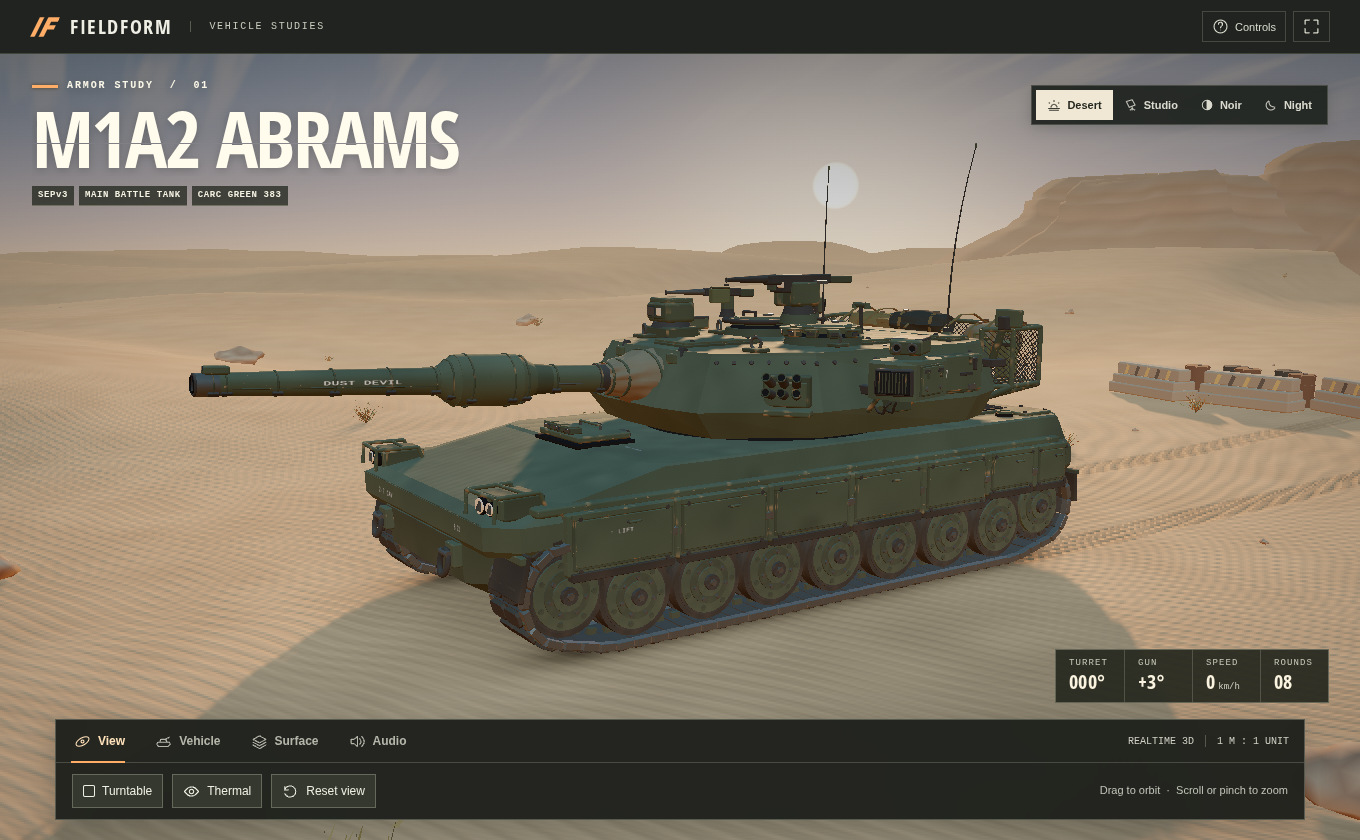 FIELDFORM
VEHICLE STUDIES
Controls
ARMOR STUDY / 01
M1A2 ABRAMS
SEPv3 MAIN BATTLE TANK CARC GREEN 383
Desert Studio Noir Night
DUST DEVIL
LIFT
TURRET GUN SPEED ROUNDS
000° +3° 0 km/h 08
View Vehicle Surface Audio
REALTIME 3D 1 M : 1 UNIT
Turntable Thermal Reset view
Drag to orbit · Scroll or pinch to zoom